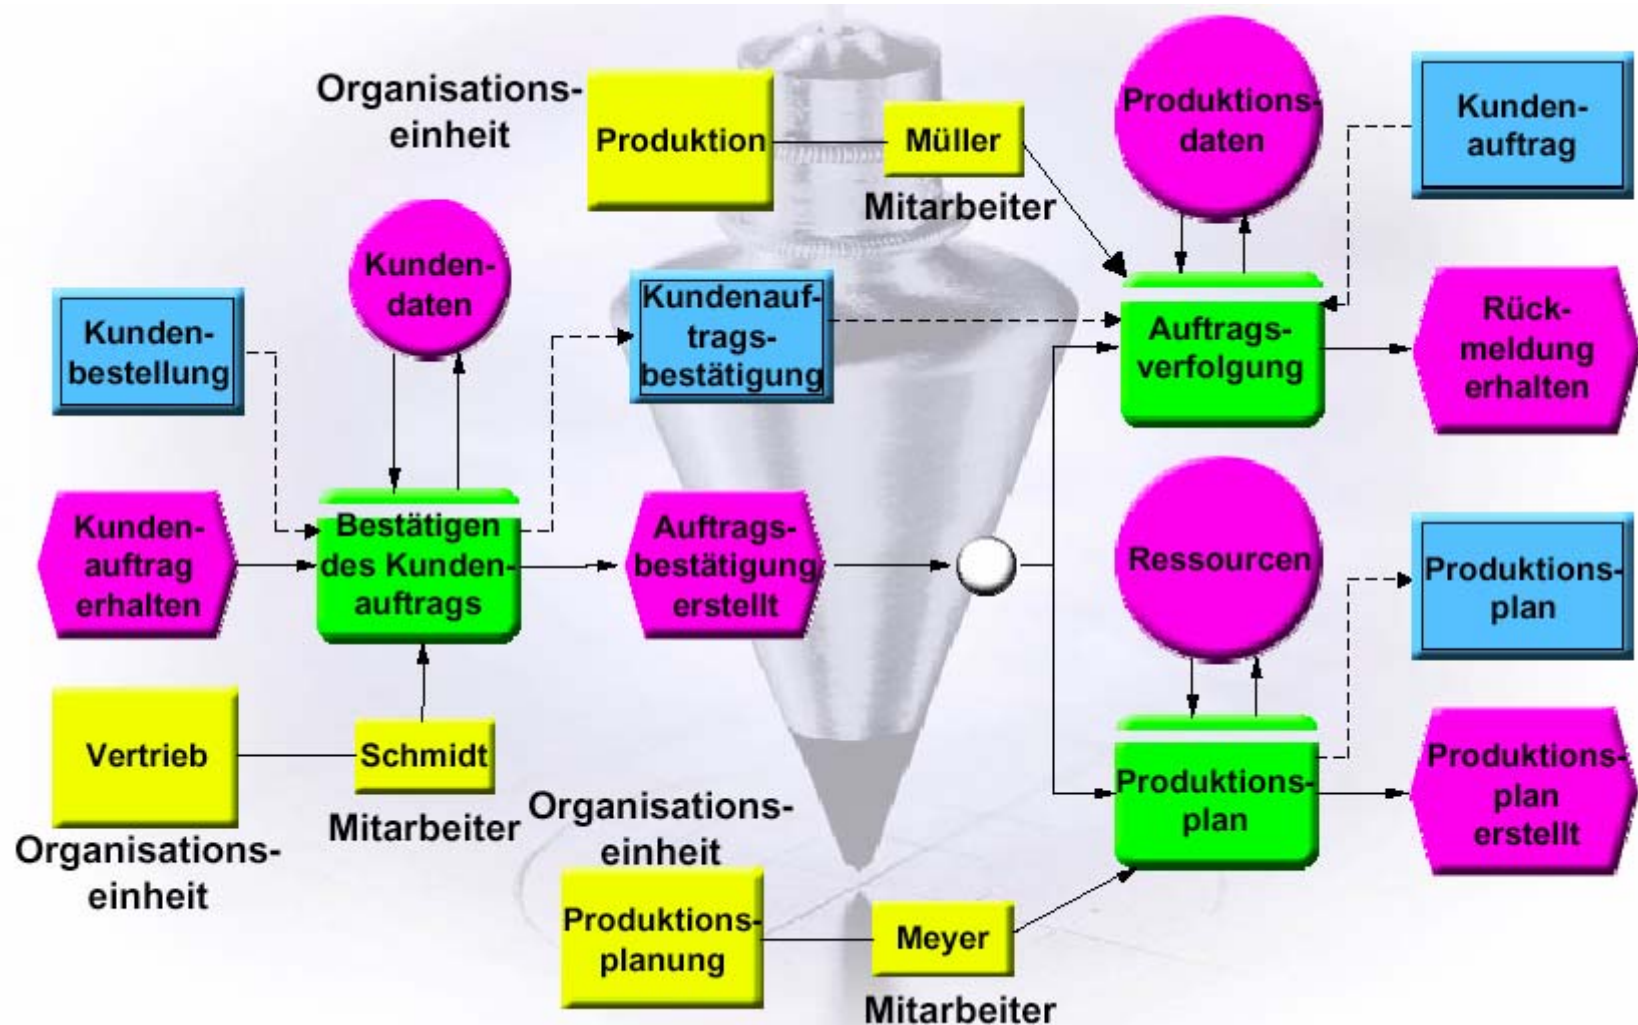 Organisations-
einheit
Produktion
Müller
Mitarbeiter
Produktions-
daten
Kunden-
auftrag
Kunden-
daten
Kunden-
bestellung
Kundenauf-
trags-
bestätigung
Auftrags-
verfolgung
Rück-
meldung
erhalten
Kunden-
auftrag
erhalten
Bestätigen
des Kunden-
auftrags
Auftrags-
bestätigung
erstellt
Ressourcen
Produktions-
plan
Vertrieb
Organisations-
einheit
Schmidt
Mitarbeiter
Produktions-
plan
Produktions-
plan
erstellt
Organisations-
einheit
Produktions-
planung
Meyer
Mitarbeiter